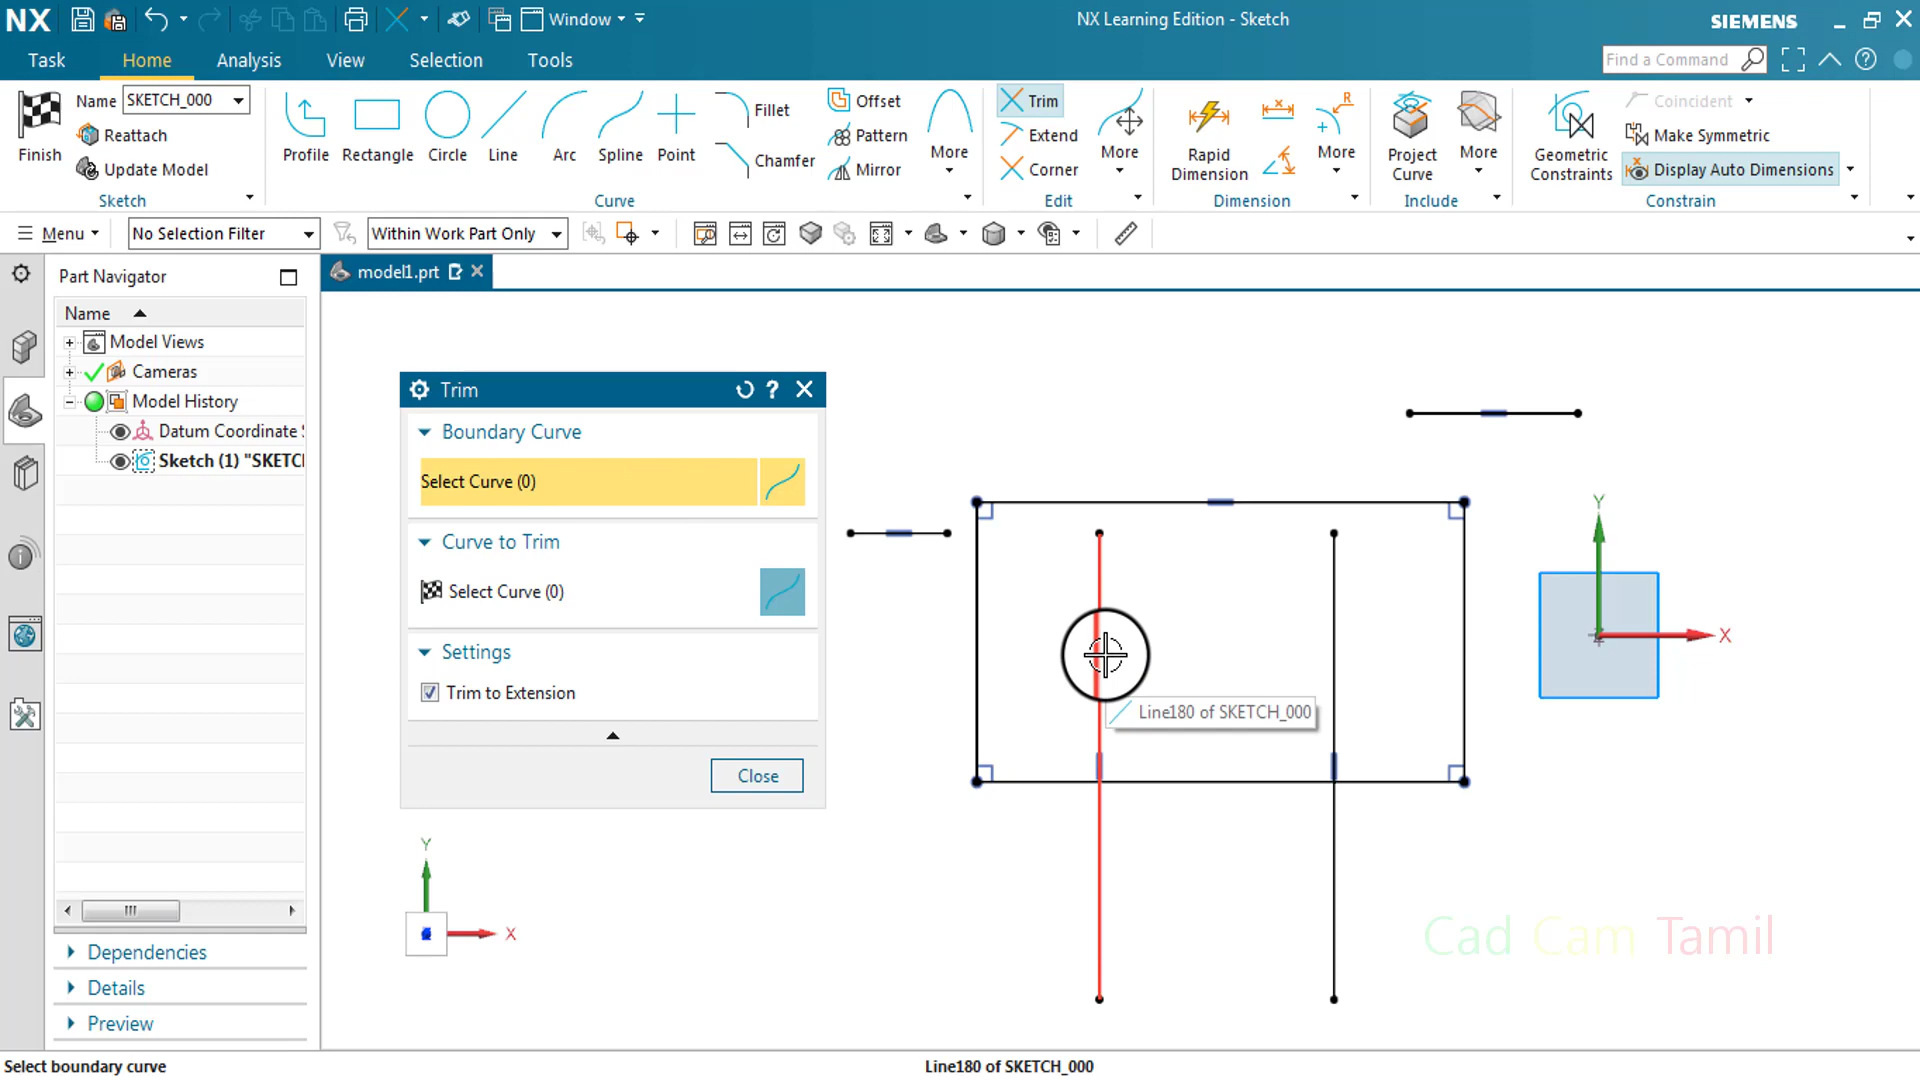 NX
Window
NX Learning Edition - Sketch
SIEMENS
Task
Home
Analysis
View
Selection
Tools
Find a Command
Name
SKETCH_000
Reattach
Update Model
Finish
Sketch
Profile
Rectangle
Circle
Line
Arc
Spline
Point
Fillet
Chamfer
Offset
Pattern
Mirror
More
Curve
Trim
Extend
Corner
More
Edit
Rapid
Dimension
More
Dimension
Project
Curve
More
Include
Geometric
Constraints
Coincident
Make Symmetric
Display Auto Dimensions
Constrain
Menu
No Selection Filter
Within Work Part Only
Part Navigator
model1.prt
Name
Model Views
Cameras
Model History
Datum Coordinate
Sketch (1) "SKETC
Dependencies
Details
Preview
Trim
Boundary Curve
Select Curve (0)
Curve to Trim
Select Curve (0)
Settings
Trim to Extension
Close
Line180 of SKETCH_000
Y
X
Y
X
Cad Cam Tamil
Select boundary curve
Line180 of SKETCH_000